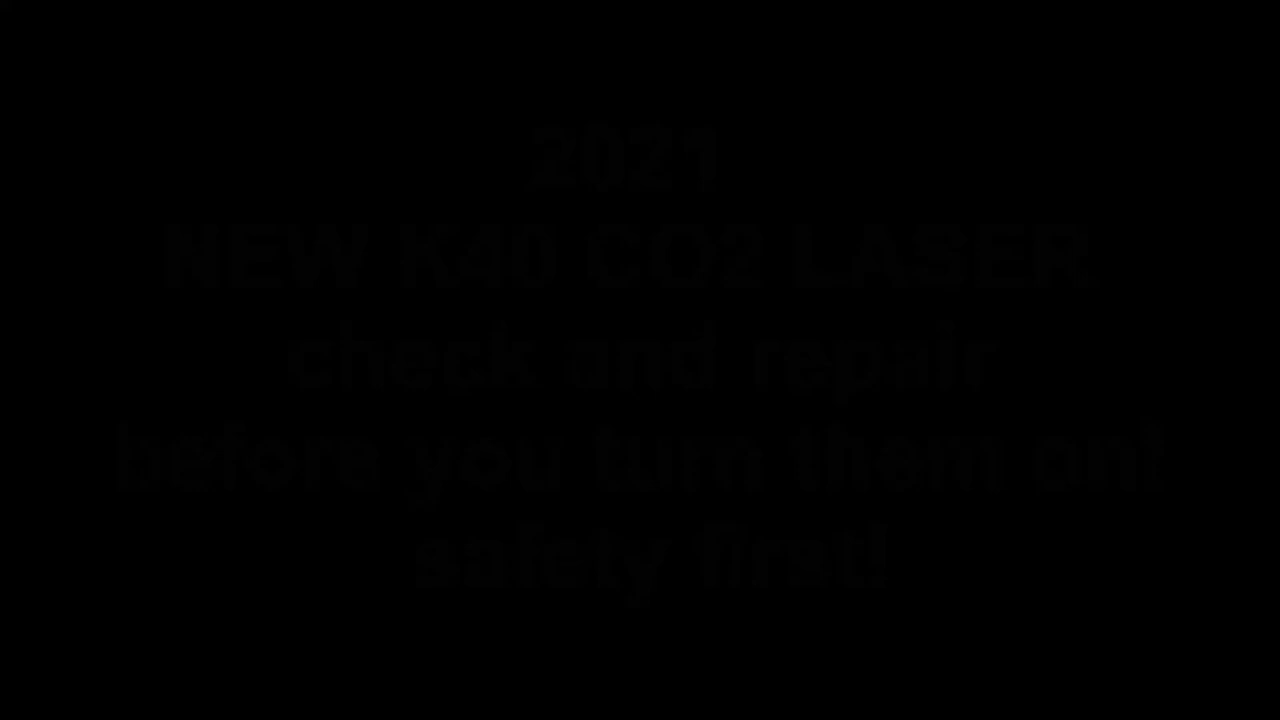 2021
NEW K40 CO2 LASER
check and repair
before you turn them on!
safety first!